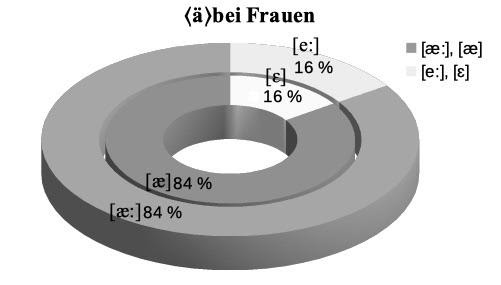 ⟨ä⟩bei Frauen
[eː]
16 %
[ɛ]
16 %
[æ]84 %
[æː]84 %
[æː], [æ]
[eː], [ɛ]